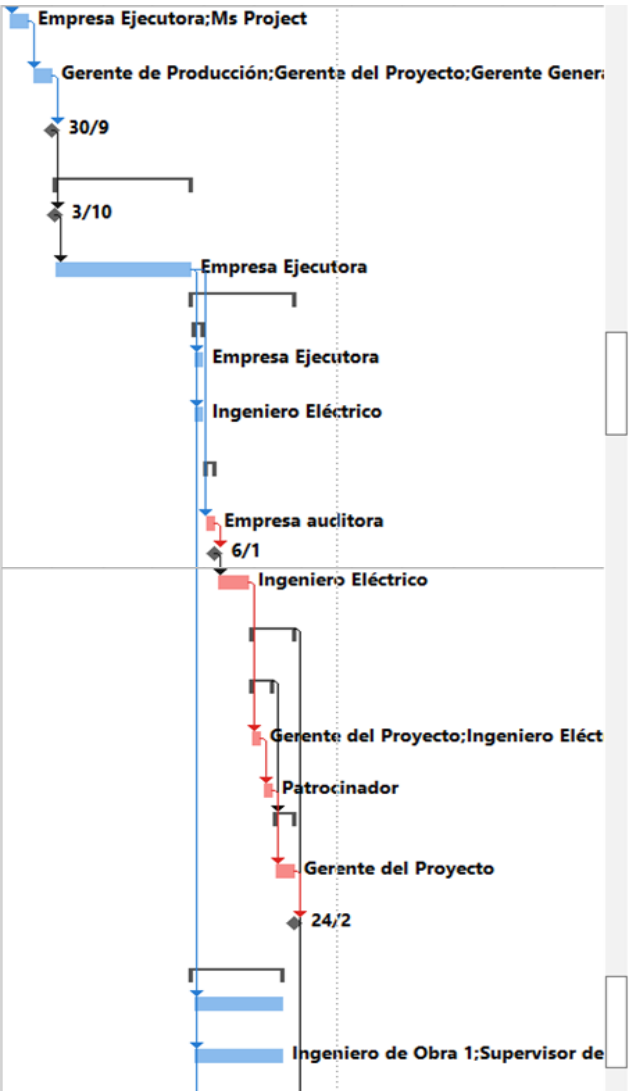 Empresa Ejecutora;Ms Project
Gerente de Producción;Gerente del Proyecto;Gerente
30/9
3/10
Empresa Ejecutora
Empresa Ejecutora
Ingeniero Eléctrico
Empresa auditora
6/1
Ingeniero Eléctrico
Gerente del Proyecto;Ingeniero
Patrocinador
Gerente del Proyecto
24/2
Ingeniero de Obra 1;Supervisor de